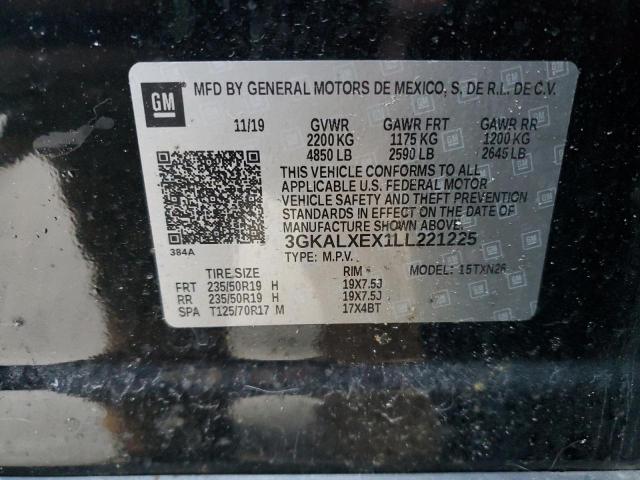 GM MFD BY GENERAL MOTORS DE MEXICO, S. DE R.L. DE C.V.
11/19 GVWR GAWR FRT GAWR RR
2200 KG 1175 KG 1200 KG
4850 LB 2590 LB 2645 LB
THIS VEHICLE CONFORMS TO ALL
APPLICABLE U.S. FEDERAL MOTOR
VEHICLE SAFETY AND THEFT
PREVENTION STANDARDS IN
EFFECT ON THE DATE OF
MANUFACTURE SHOWN ABOVE.
384A
3GKALXEX1LL221225
TYPE: M.P.V. MODEL: 15TXN26
TIRE SIZE RIM
FRT 235/50R19 H 19X7.5J
RR 235/50R19 H 19X7.5J
SPA T125/70R17 M 17X4BT